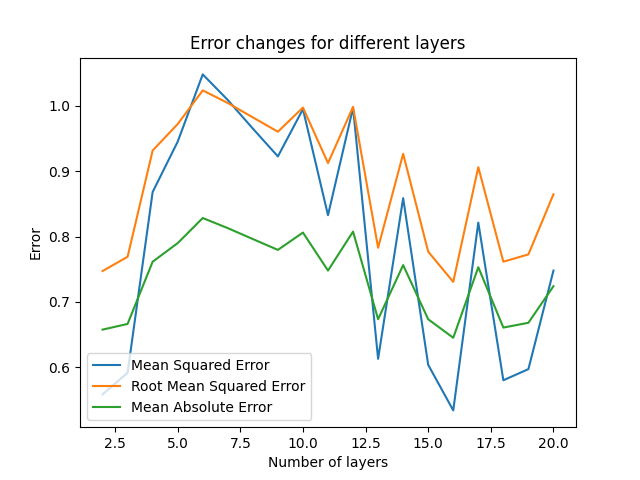 Error changes for different layers
Error
1.0
0.9
0.8
0.7
0.6
Mean Squared Error
Root Mean Squared Error
Mean Absolute Error
2.5 5.0 7.5 10.0 12.5 15.0 17.5 20.0
Number of layers